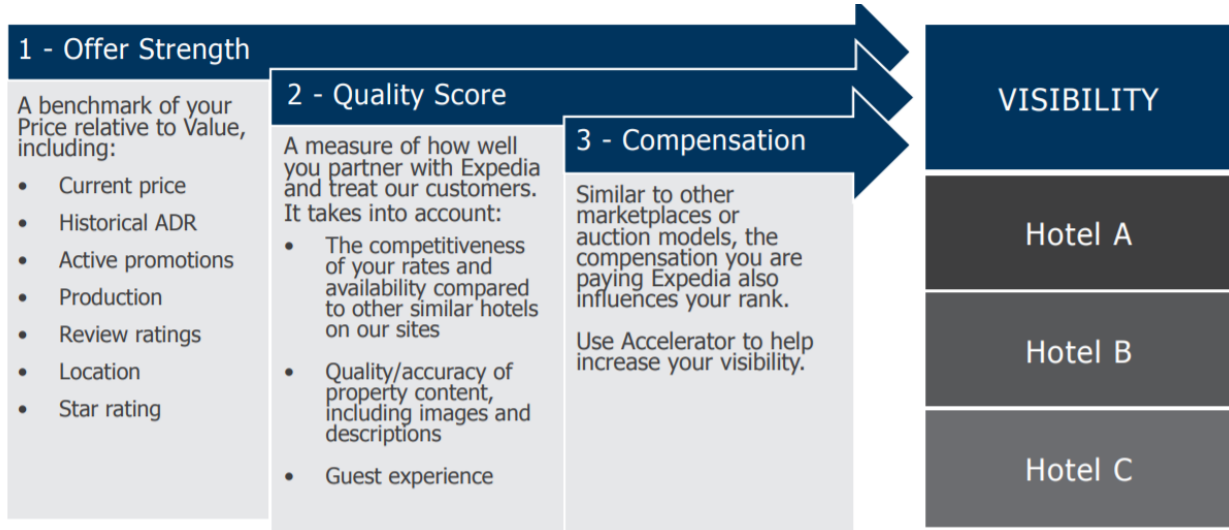 1 - Offer Strength
A benchmark of your
Price relative to Value,
including:
• Current price
• Historical ADR
• Active promotions
• Production
• Review ratings
• Location
• Star rating
2 - Quality Score
A measure of how well
you partner with Expedia
and treat our customers.
It takes into account:
• The competitiveness
of your rates and
availability compared
to other similar hotels
on our sites
• Quality/accuracy of
property content,
including images and
descriptions
• Guest experience
3 - Compensation
Similar to other
marketplaces or
auction models, the
compensation you are
paying Expedia also
influences your rank.
Use Accelerator to help
increase your visibility.
VISIBILITY
Hotel A
Hotel B
Hotel C